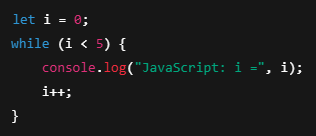 let i = 0;
while (i < 5) {
    console.log("JavaScript: i =", i);
    i++;
}